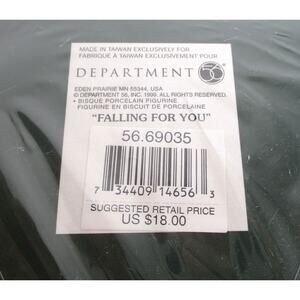 MADE IN TAIWAN EXCLUSIVELY FOR
FABRIQUÉ À TAIWAN EXCLUSIVEMENT POUR
DEPARTMENT 56
EDEN PRAIRIE MN 55344, USA
© DEPARTMENT 56, INC. 1999. ALL RIGHTS RESERVED.
• BISQUE PORCELAIN FIGURINE
FIGURINE EN BISCUIT DE PORCELAINE
"FALLING FOR YOU"
56.69035
7 34409 14656 3
SUGGESTED RETAIL PRICE
US $18.00